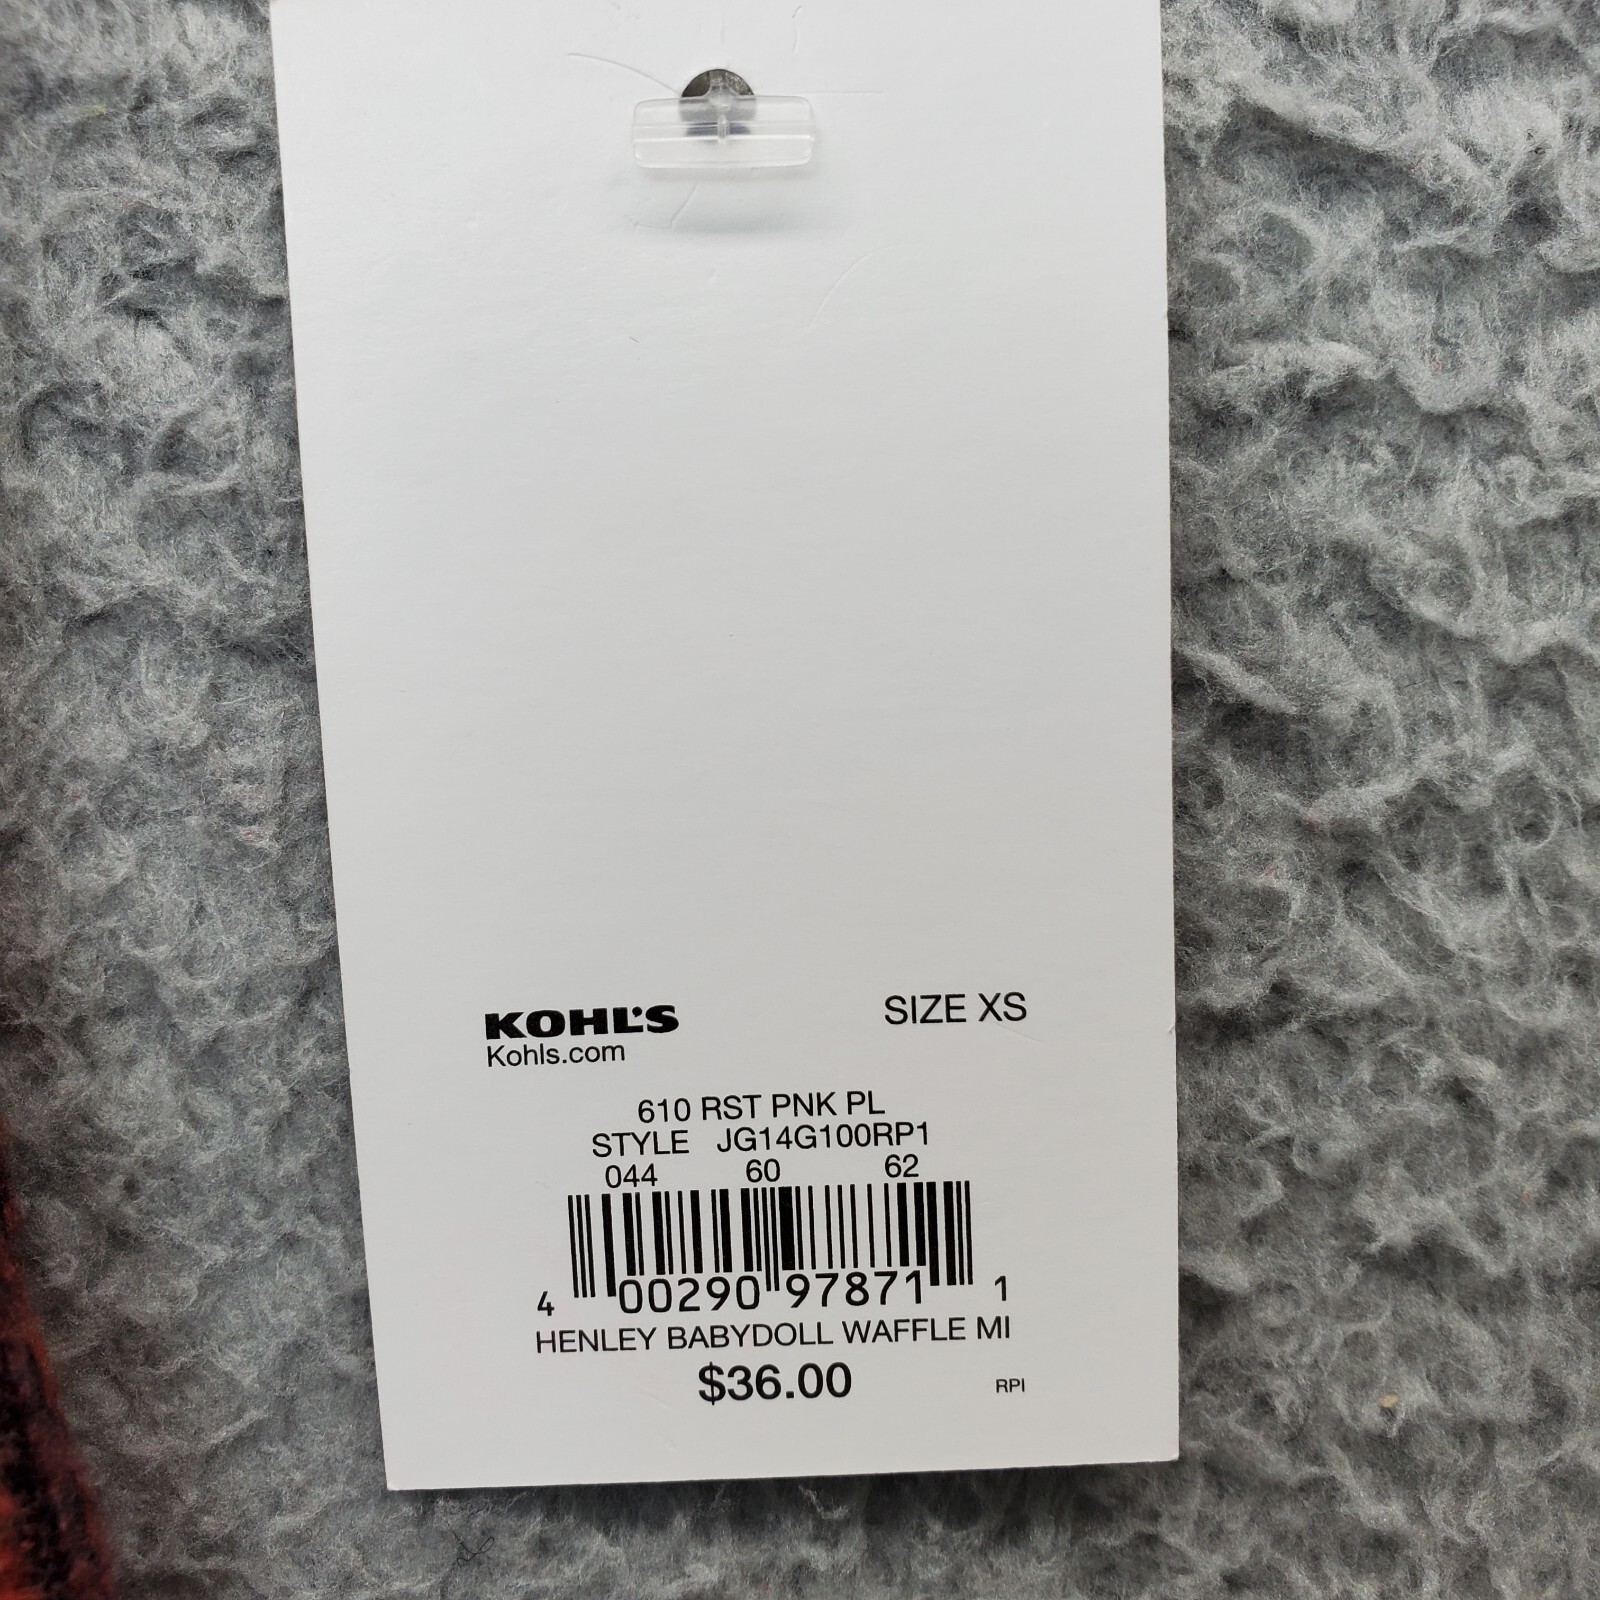 KOHL'S SIZE XS
Kohls.com
610 RST PNK PL
STYLE JG14G100RP1
044 60 62
4 00290 97871 1
HENLEY BABYDOLL WAFFLE MI
$36.00 RPI